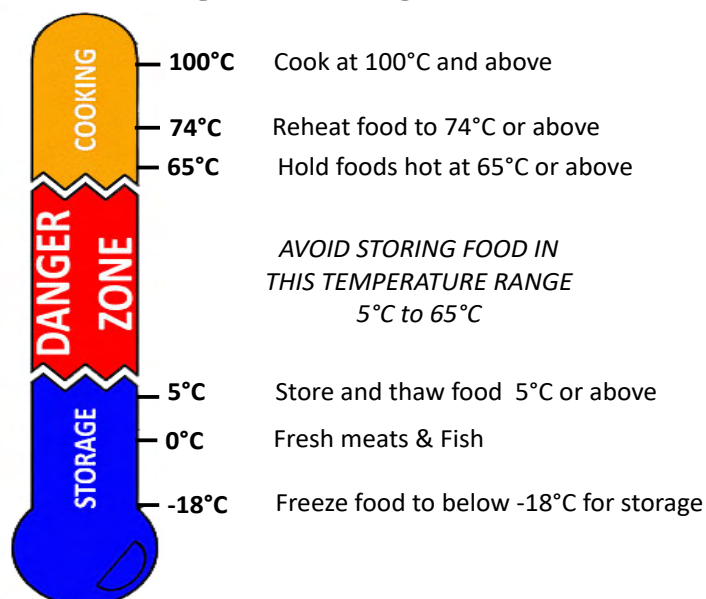 COOKING
100°C Cook at 100°C and above
74°C Reheat food to 74°C or above
65°C Hold foods hot at 65°C or above
DANGER
ZONE
AVOID STORING FOOD IN
THIS TEMPERATURE RANGE
5°C to 65°C
STORAGE
5°C Store and thaw food 5°C or above
0°C Fresh meats & Fish
-18°C Freeze food to below -18°C for storage